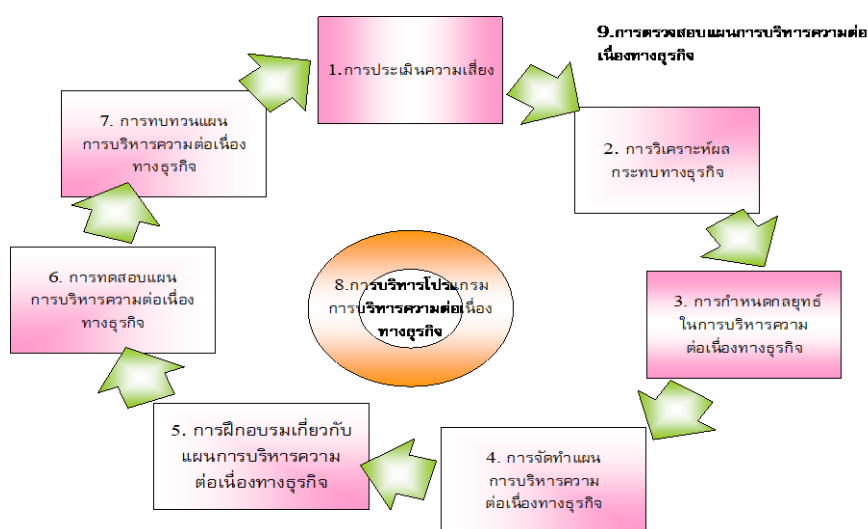 1.การประเมินความเสี่ยง
2. การวิเคราะห์ผล
กระทบทางธุรกิจ
3. การกำหนดกลยุทธ์
ในการบริหารความ
ต่อเนื่องทางธุรกิจ
4. การจัดทำแผน
การบริหารความ
ต่อเนื่องทางธุรกิจ
5. การฝึกอบรมเกี่ยวกับ
แผนการบริหารความ
ต่อเนื่องทางธุรกิจ
6. การทดสอบแผน
การบริหารความต่อเนื่อง
ทางธุรกิจ
7. การทบทวนแผน
การบริหารความต่อเนื่อง
ทางธุรกิจ
8.การบริหารโปรแกรม
การบริหารความต่อเนื่อง
ทางธุรกิจ
9.การตรวจสอบแผนการบริหารความต่อ
เนื่องทางธุรกิจ